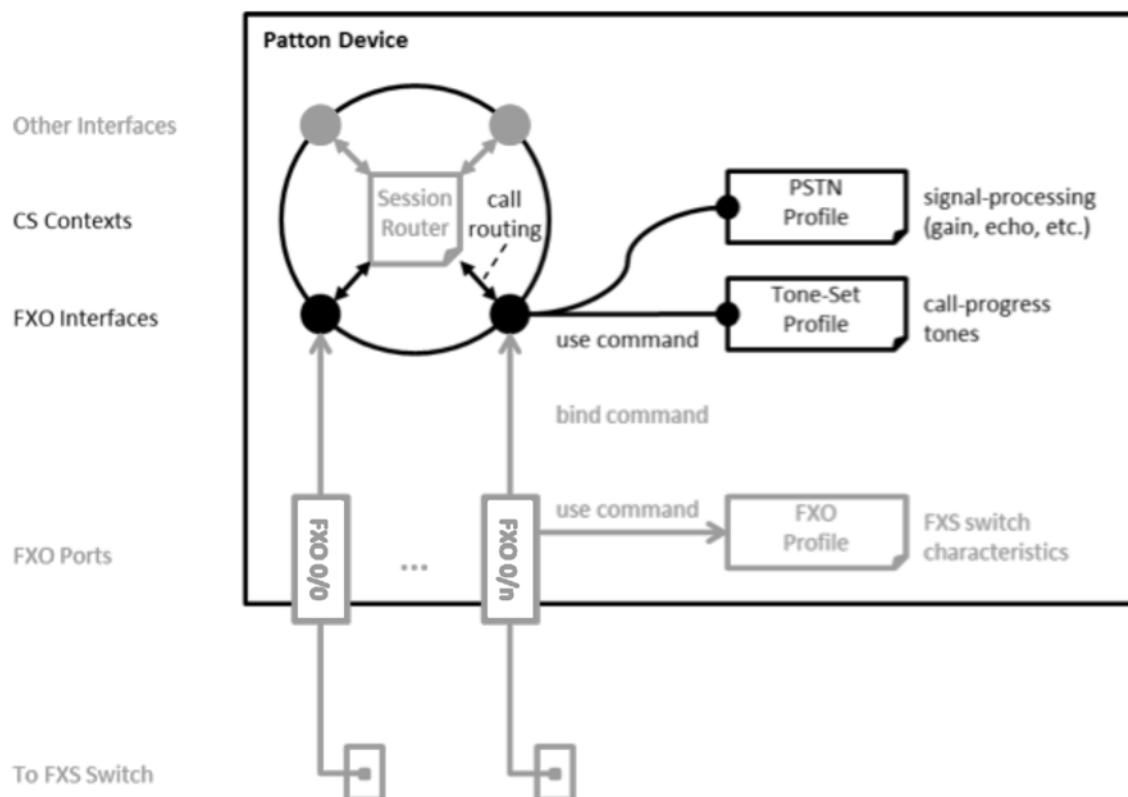 Patton Device
Other Interfaces
CS Contexts
FXO Interfaces
Session
Router
call
routing
PSTN
Profile
signal-processing
(gain, echo, etc.)
Tone-Set
Profile
call-progress
tones
use command
bind command
FXO Ports
FXO 0/0
...
FXO 0/n
use command
FXO
Profile
FXS switch
characteristics
To FXS Switch